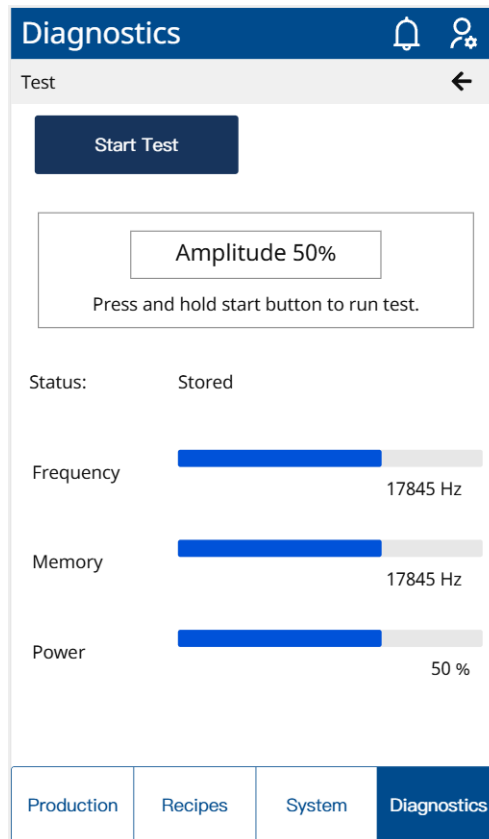 Diagnostics
Test
Start Test
Amplitude 50%
Press and hold start button to run test.
Status: Stored
Frequency
17845 Hz
Memory
17845 Hz
Power
50 %
Production Recipes System Diagnostics